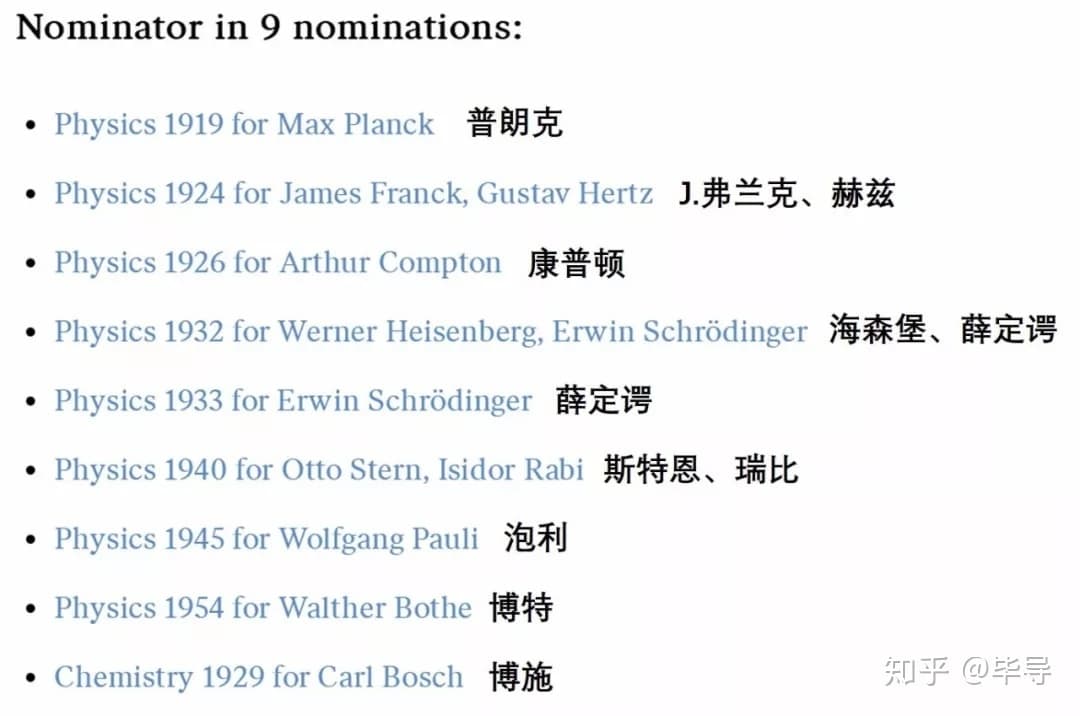 Nominator in 9 nominations:
• Physics 1919 for Max Planck 普朗克
• Physics 1924 for James Franck, Gustav Hertz J.弗兰克、赫兹
• Physics 1926 for Arthur Compton 康普顿
• Physics 1932 for Werner Heisenberg, Erwin Schrödinger 海森堡、薛定谔
• Physics 1933 for Erwin Schrödinger 薛定谔
• Physics 1940 for Otto Stern, Isidor Rabi 斯特恩、瑞比
• Physics 1945 for Wolfgang Pauli 泡利
• Physics 1954 for Walther Bothe 博特
• Chemistry 1929 for Carl Bosch 博施
知乎 @毕导